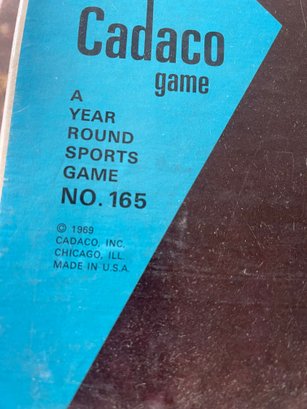 Cadaco
game
A
YEAR
ROUND
SPORTS
GAME
NO. 165
© 1969
CADACO, INC.
CHICAGO, ILL.
MADE IN U.S.A.